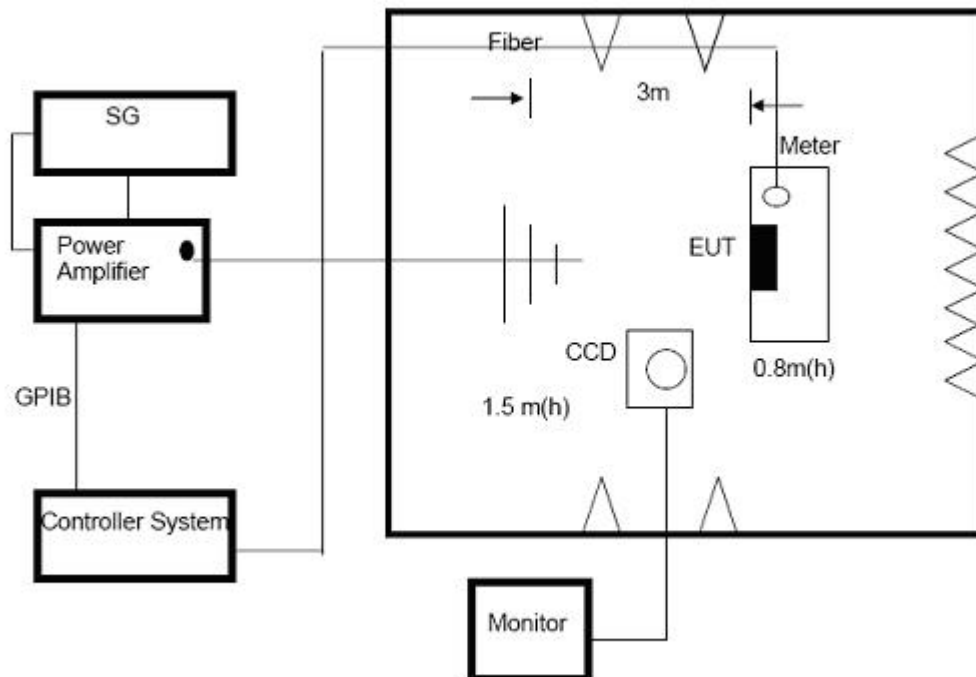 Fiber
3m
SG
Meter
Power
Amplifier
EUT
CCD
0.8m(h)
GPIB
1.5 m(h)
Controller System
Monitor